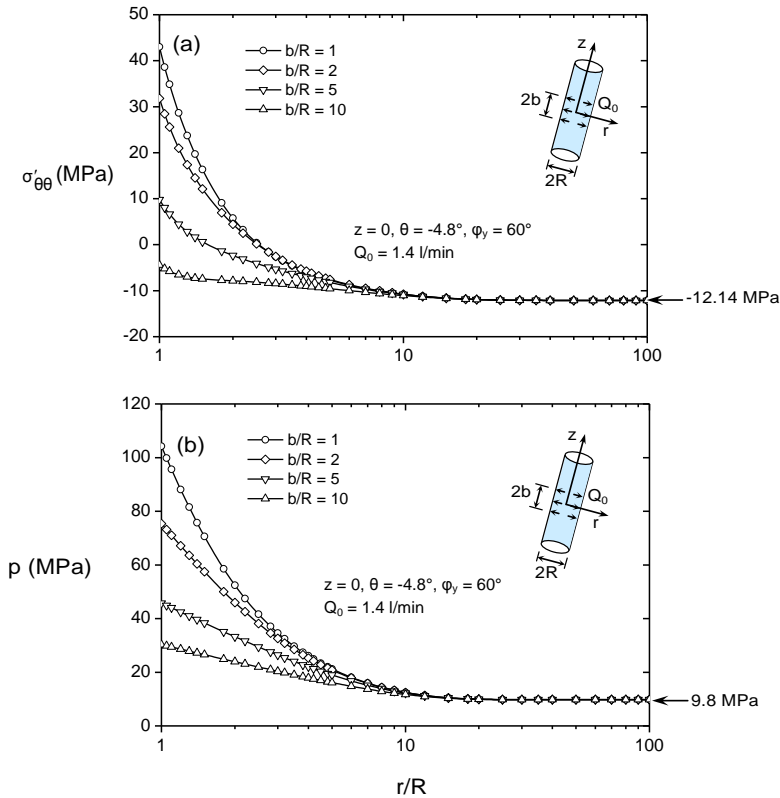 (a)
b/R = 1
b/R = 2
b/R = 5
b/R = 10
z
2b
Q₀
r
2R
50
40
30
20
10
0
-10
-20
σ'θθ (MPa)
z = 0, θ = -4.8°, φy = 60°
Q₀ = 1.4 l/min
-12.14 MPa
1
10
100
(b)
b/R = 1
b/R = 2
b/R = 5
b/R = 10
z
2b
Q₀
r
2R
120
100
80
60
40
20
0
p (MPa)
z = 0, θ = -4.8°, φy = 60°
Q₀ = 1.4 l/min
9.8 MPa
1
10
100
r/R